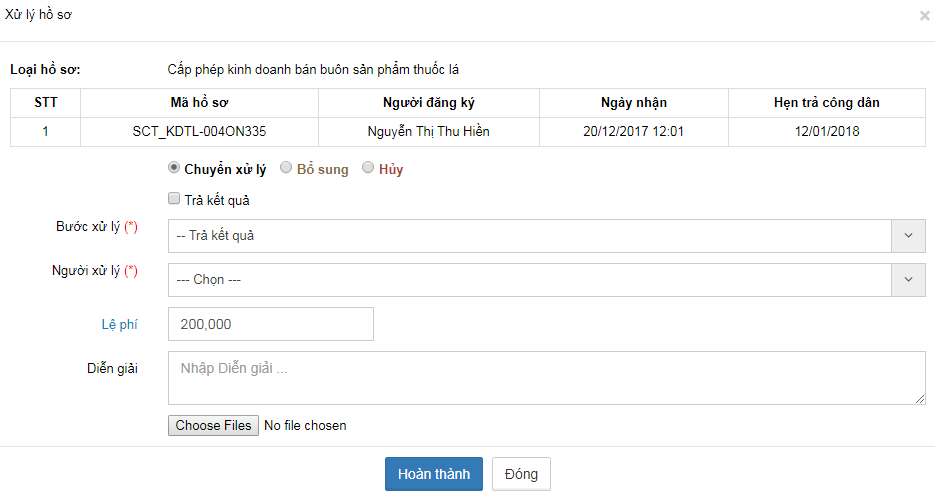 Xử lý hồ sơ ×
Loại hồ sơ: Cấp phép kinh doanh bán buôn sản phẩm thuốc lá
STT Mã hồ sơ Người đăng ký Ngày nhận Hẹn trả công dân
1 SCT_KDTL-004ON335 Nguyễn Thị Thu Hiền 20/12/2017 12:01 12/01/2018
Chuyển xử lý Bổ sung Hủy
Trả kết quả
Bước xử lý (*) -- Trả kết quả
Người xử lý (*) --- Chọn ---
Lệ phí 200,000
Diễn giải Nhập Diễn giải ...
Choose Files No file chosen
Hoàn thành Đóng